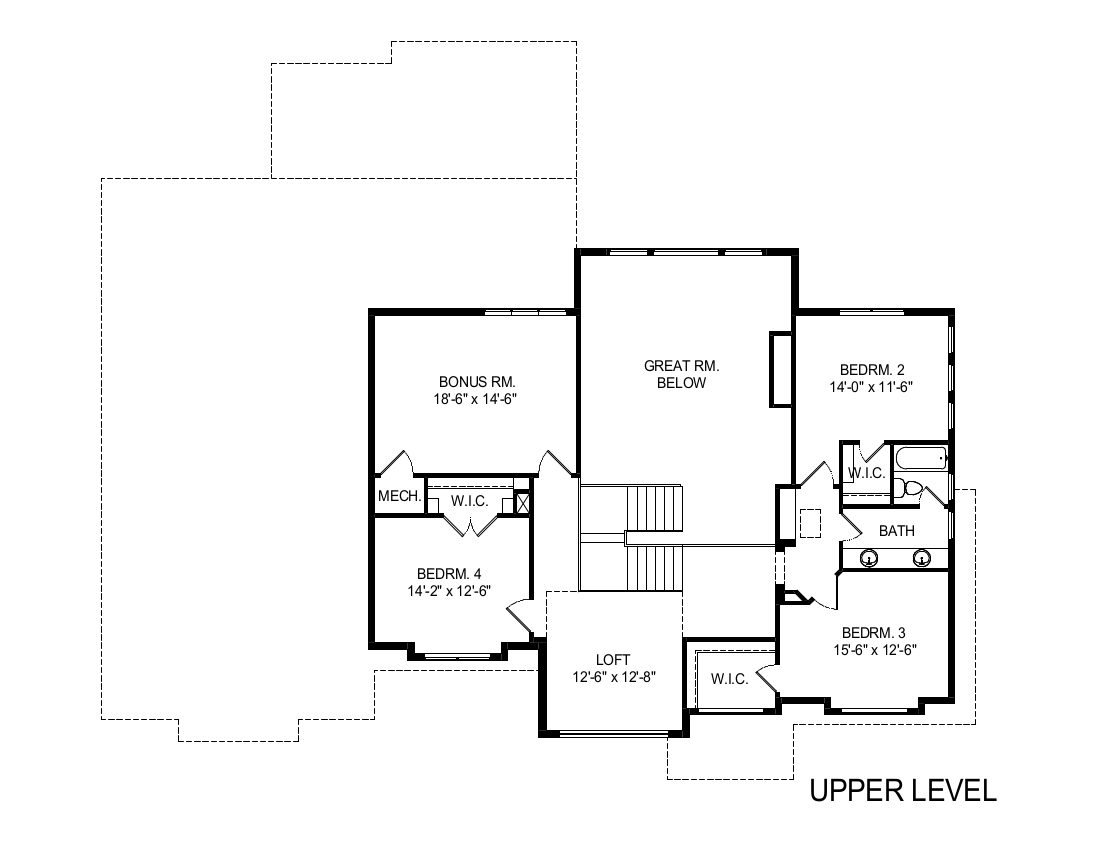 GREAT RM.
BELOW
BEDRM. 2
14'-0" x 11'-6"
BONUS RM.
18'-6" x 14'-6"
W.I.C.
MECH.
W.I.C.
BATH
BEDRM. 4
14'-2" x 12'-6"
BEDRM. 3
15'-6" x 12'-6"
LOFT
12'-6" x 12'-8"
W.I.C.
UPPER LEVEL